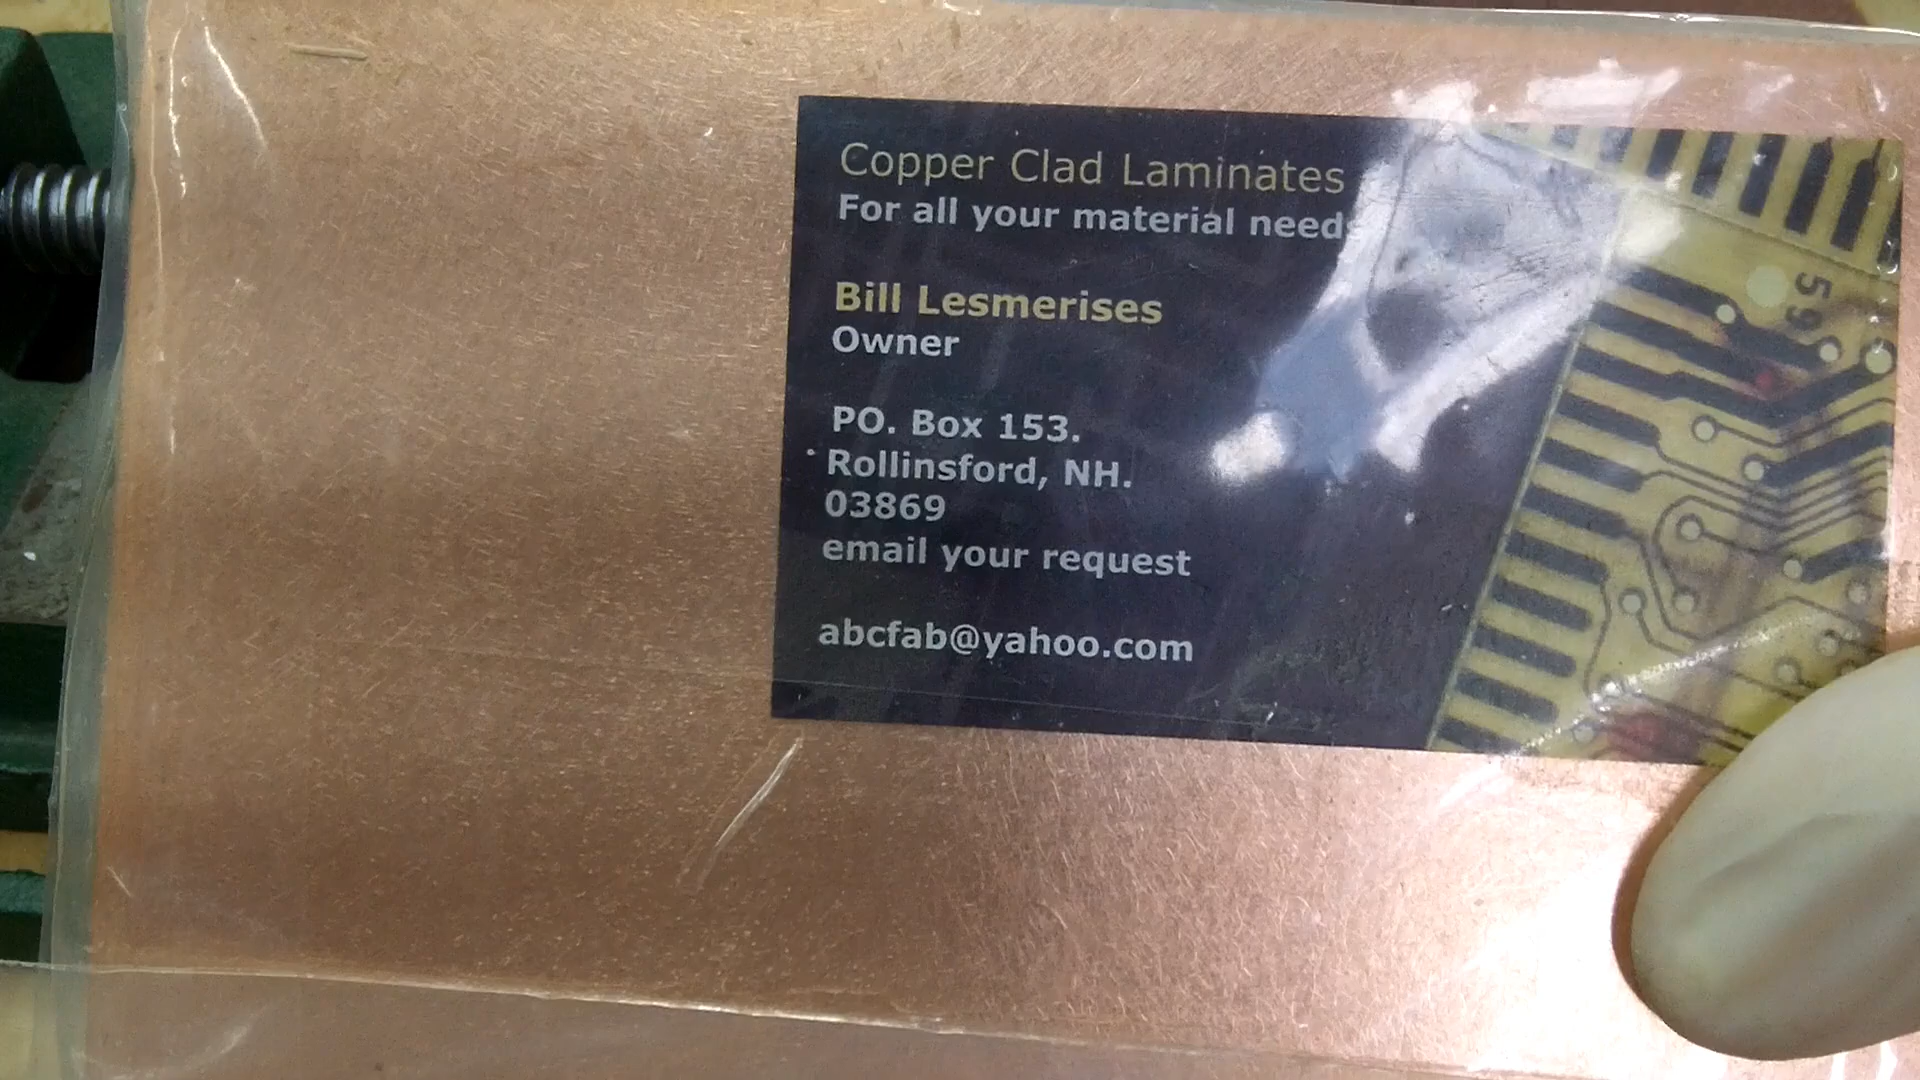 Copper Clad Laminates
For all your material needs
Bill Lesmerises
Owner
PO. Box 153.
Rollinsford, NH.
03869
email your request
abcfab@yahoo.com
59